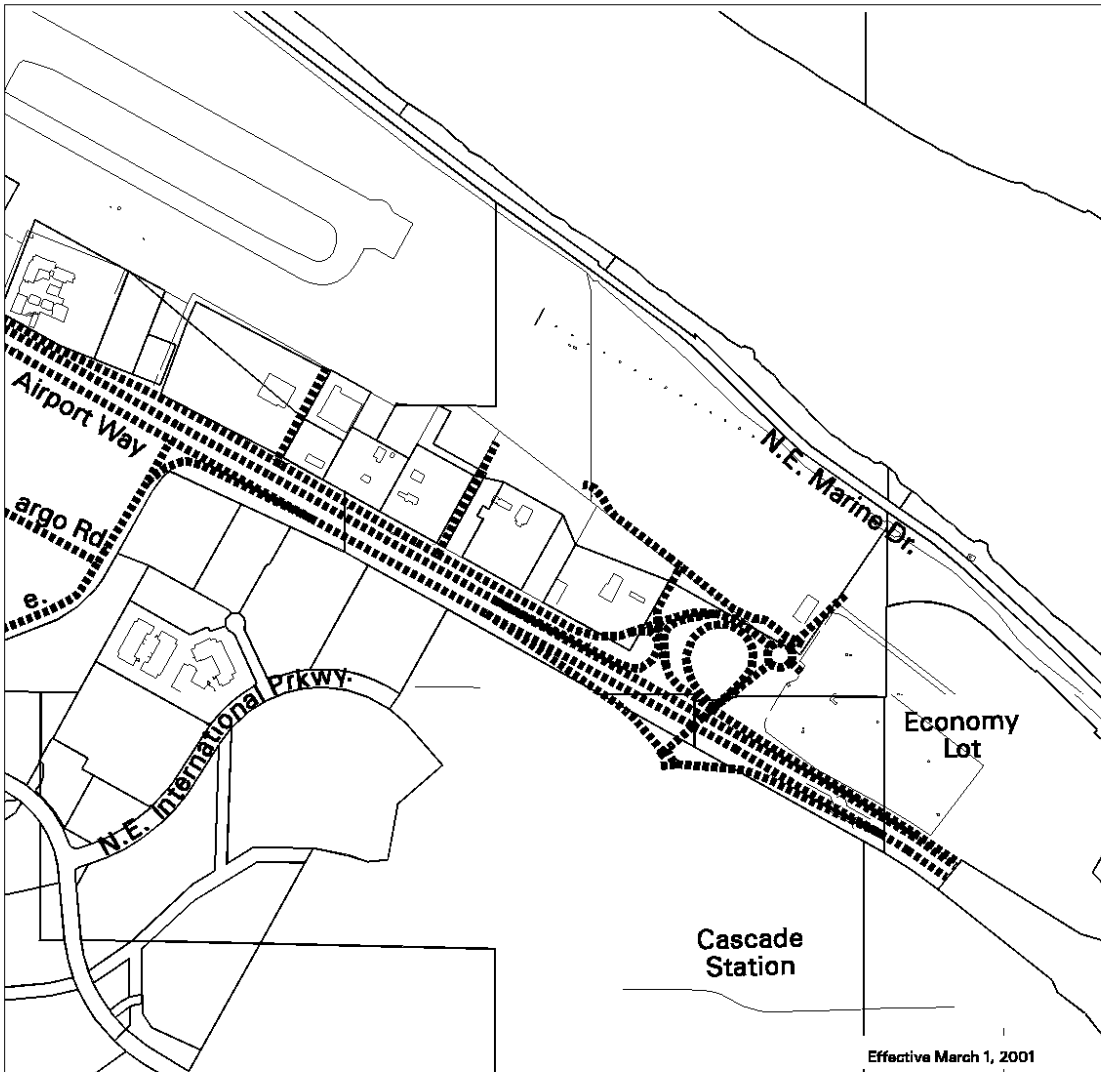 Airport Way
argo Rd
e.
N.E. Marine Dr.
N.E. International Prkwy.
Economy
Lot
Cascade
Station
Effective March 1, 2001